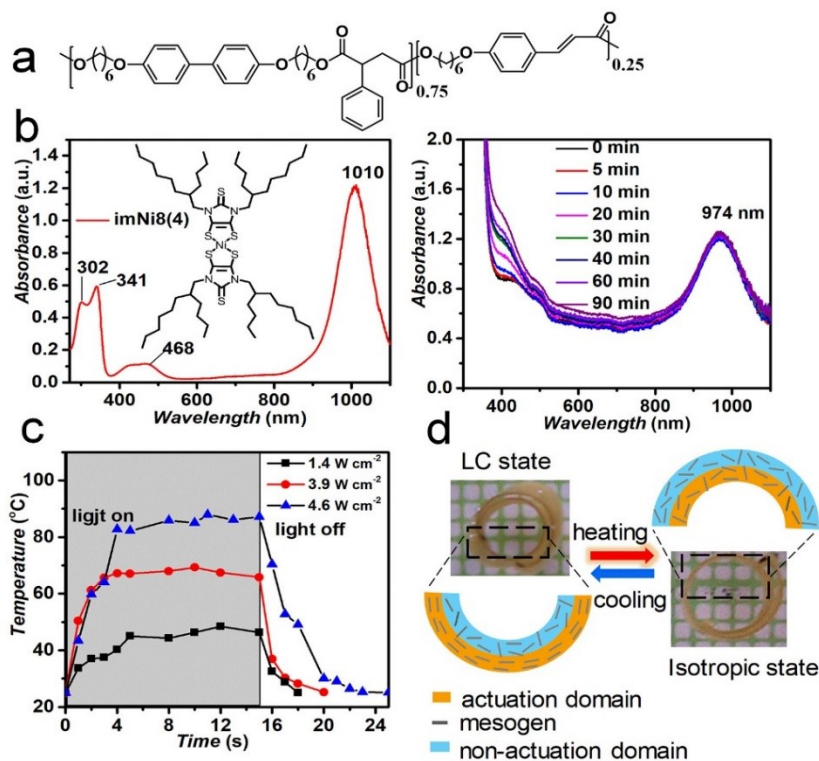 a
O
6
O
O
6
O
O
O
0.75
O
6
O
O
0.25
b
Absorbance (a.u.)
1.4
1.2
1.0
0.8
0.6
0.4
0.2
0.0
imNi8(4)
302
341
468
1010
S
N
N
S
S
Ni
S
S
N
N
S
400 600 800 1000
Wavelength (nm)
Absorbance (a.u.)
2.0
1.6
1.2
0.8
0.4
0 min
5 min
10 min
20 min
30 min
40 min
60 min
90 min
974 nm
400 600 800 1000
Wavelength (nm)
c
Temperature (°C)
120
100
80
60
40
20
ligjt on
1.4 W cm-2
3.9 W cm-2
4.6 W cm-2
light off
0 4 8 12 16 20 24
Time (s)
d
LC state
heating
cooling
Isotropic state
actuation domain
mesogen
non-actuation domain